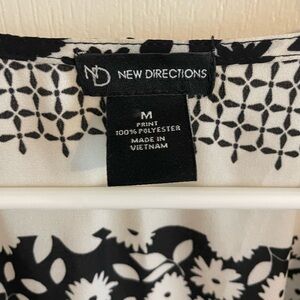 ND NEW DIRECTIONS
M
PRINT
100% POLYESTER
MADE IN
VIETNAM